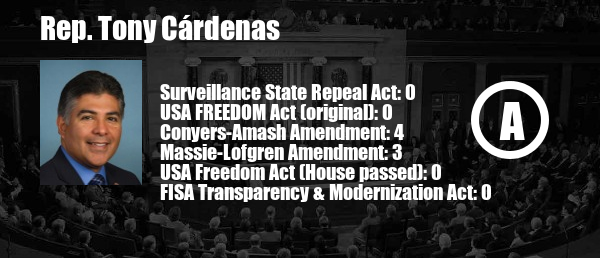 Rep. Tony Cárdenas
Surveillance State Repeal Act: 0
USA FREEDOM Act (original): 0
Conyers-Amash Amendment: 4
Massie-Lofgren Amendment: 3
USA Freedom Act (House passed): 0
FISA Transparency & Modernization Act: 0
A